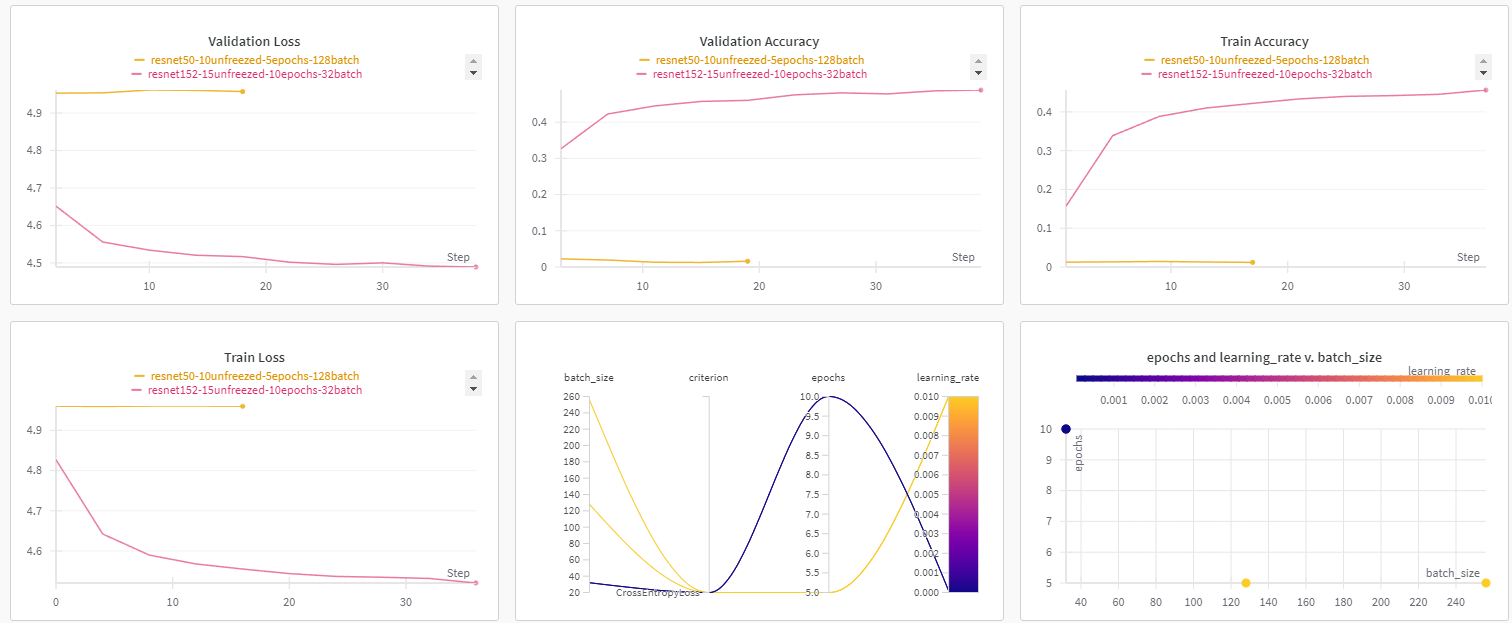 Validation Loss
resnet50-10unfreezed-5epochs-128batch
resnet152-15unfreezed-10epochs-32batch
4.9
4.8
4.7
4.6
4.5
Step
10 20 30
Validation Accuracy
resnet50-10unfreezed-5epochs-128batch
resnet152-15unfreezed-10epochs-32batch
0.4
0.3
0.2
0.1
0
Step
10 20 30
Train Accuracy
resnet50-10unfreezed-5epochs-128batch
resnet152-15unfreezed-10epochs-32batch
0.4
0.3
0.2
0.1
0
Step
10 20 30
Train Loss
resnet50-10unfreezed-5epochs-128batch
resnet152-15unfreezed-10epochs-32batch
4.9
4.8
4.7
4.6
Step
0 10 20 30
batch_size criterion epochs learning_rate
260 10.0 0.010
240 9.5 0.009
220 9.0 0.008
200 8.5 0.007
180 8.0 0.006
160 7.5 0.005
140 7.0 0.004
120 6.5 0.003
100 6.0 0.002
80 5.5 0.001
60 5.0 0.000
40
20
CrossEntropyLoss
epochs and learning_rate v. batch_size
learning_rate
0.001 0.002 0.003 0.004 0.005 0.006 0.007 0.008 0.009 0.010
10
9
8
7
6
5
epochs
batch_size
40 60 80 100 120 140 160 180 200 220 240